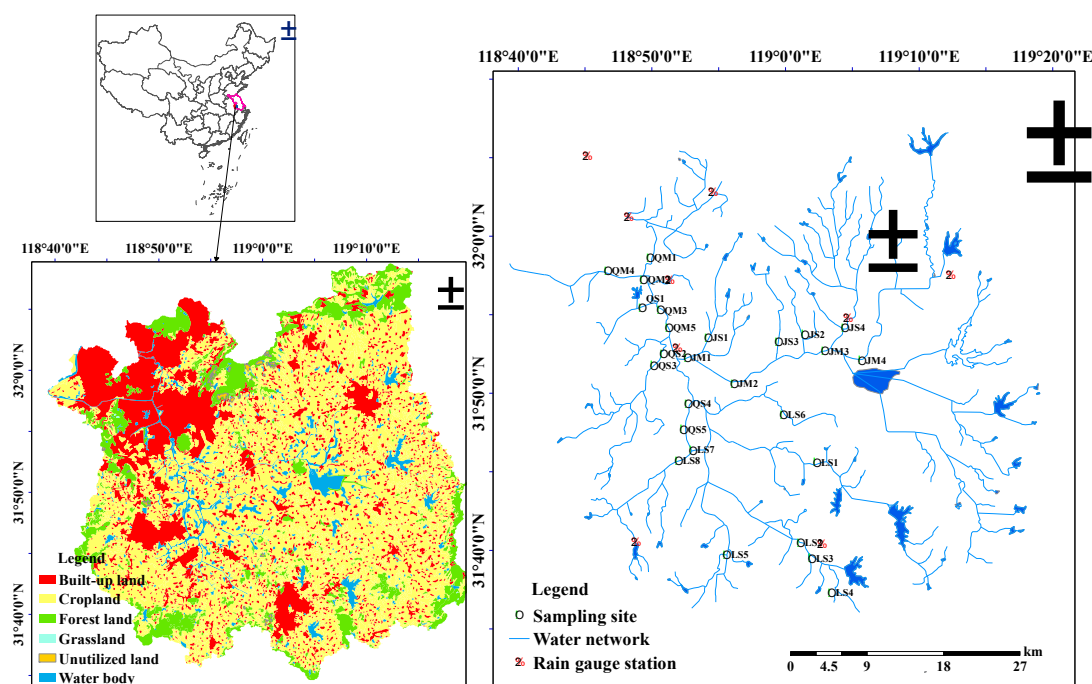 118°40'0"E 118°50'0"E 119°0'0"E 119°10'0"E
32°0'0"N
31°50'0"N
31°40'0"N
Legend
Built-up land
Cropland
Forest land
Grassland
Unutilized land
Water body
118°40'0"E 118°50'0"E 119°0'0"E 119°10'0"E 119°20'0"E
32°0'0"N
31°50'0"N
31°40'0"N
QM1
QM4
QS1
QM3
QM5
JS1
JS3
JS2
JS4
QS2
JM1
JM3
QS3
JM4
JM2
QS4
LS6
QS5
LS7
LS8
LS1
LS5
LS3
LS4
Legend
Sampling site
Water network
Rain gauge station
km
0 4.5 9 18 27